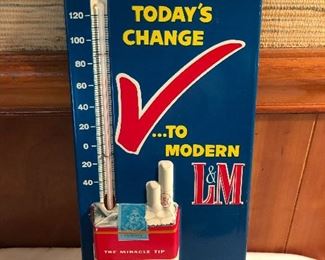 TODAY'S
CHANGE
...TO
MODERN
L&M
120
100
80
60
40
20
0
20
40
THE MIRACLE TIP